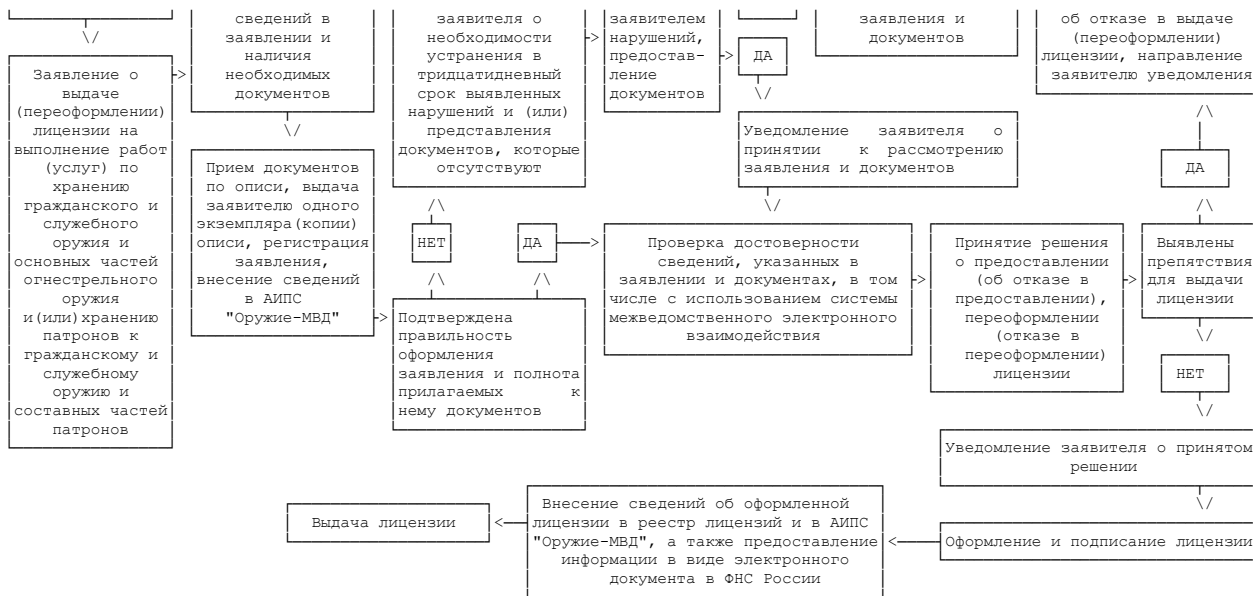 сведений в
заявлении и
наличия
необходимых
документов
заявителя о
необходимости
устранения в
тридцатидневный
срок выявленных
нарушений и (или)
представления
документов, которые
отсутствуют
заявителем
нарушений,
предостав-
ление
документов
ДА
заявления и
документов
об отказе в выдаче
(переоформлении)
лицензии, направление
заявителю уведомления
Заявление о
выдаче
(переоформлении)
лицензии на
выполнение работ
(услуг) по
хранению
гражданского и
служебного
оружия и
основных частей
огнестрельного
оружия
и(или)хранению
патронов к
гражданскому и
служебному
оружию и
составных частей
патронов
Прием документов
по описи, выдача
заявителю одного
экземпляра(копии)
описи, регистрация
заявления,
внесение сведений
в АИПС
"Оружие-МВД"
НЕТ
ДА
Подтверждена
правильность
оформления
заявления и полнота
прилагаемых к
нему документов
Уведомление заявителя о
принятии к рассмотрению
заявления и документов
Проверка достоверности
сведений, указанных в
заявлении и документах, в том
числе с использованием системы
межведомственного электронного
взаимодействия
Принятие решения
о предоставлении
(об отказе в
предоставлении),
переоформлении
(отказе в
переоформлении)
лицензии
ДА
Выявлены
препятствия
для выдачи
лицензии
НЕТ
Уведомление заявителя о принятом
решении
Оформление и подписание лицензии
Внесение сведений об оформленной
лицензии в реестр лицензий и в АИПС
"Оружие-МВД", а также предоставление
информации в виде электронного
документа в ФНС России
Выдача лицензии